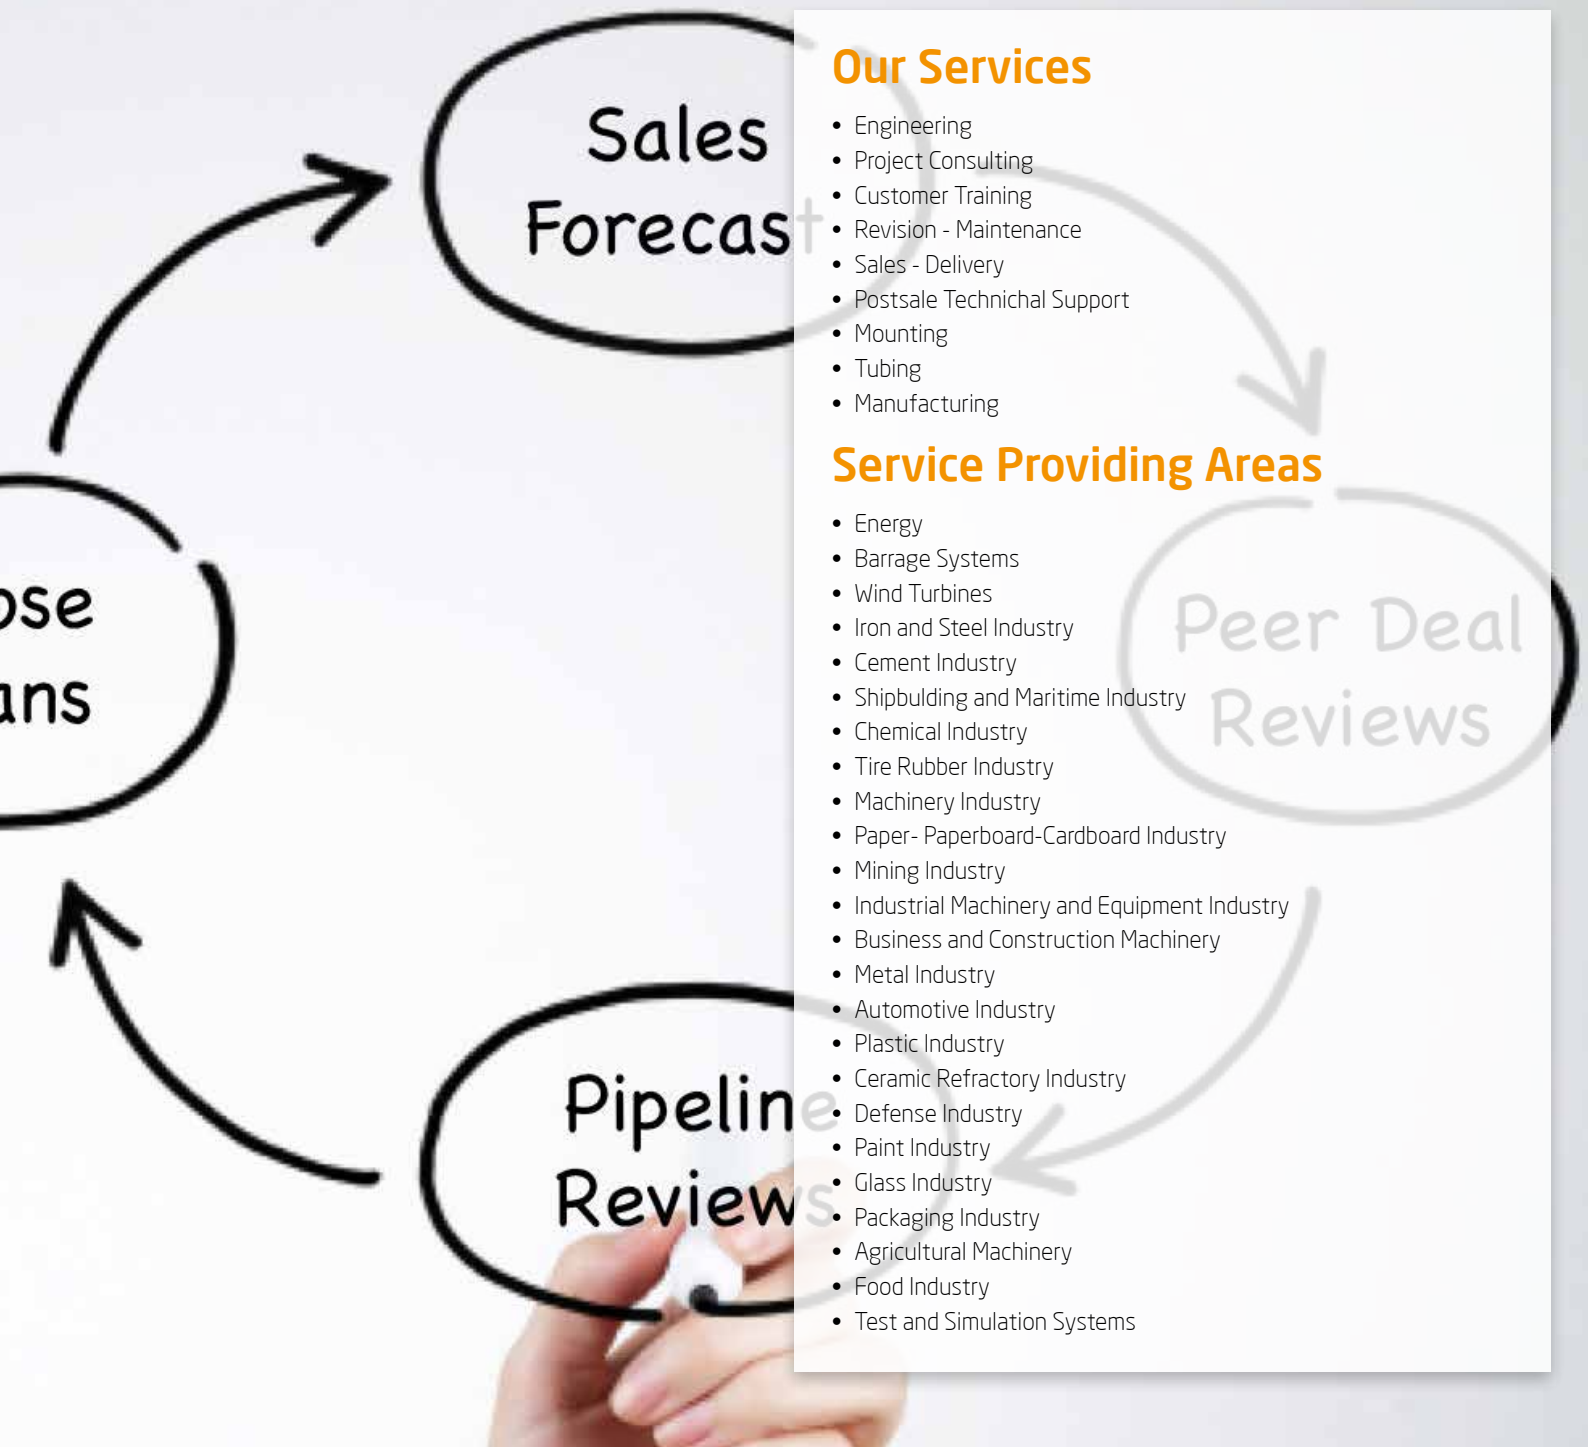 Sales
Forecast
Peer Deal
Reviews
Pipeline
Reviews
Our Services
• Engineering
• Project Consulting
• Customer Training
• Revision - Maintenance
• Sales - Delivery
• Postsale Technichal Support
• Mounting
• Tubing
• Manufacturing
Service Providing Areas
• Energy
• Barrage Systems
• Wind Turbines
• Iron and Steel Industry
• Cement Industry
• Shipbulding and Maritime Industry
• Chemical Industry
• Tire Rubber Industry
• Machinery Industry
• Paper- Paperboard-Cardboard Industry
• Mining Industry
• Industrial Machinery and Equipment Industry
• Business and Construction Machinery
• Metal Industry
• Automotive Industry
• Plastic Industry
• Ceramic Refractory Industry
• Defense Industry
• Paint Industry
• Glass Industry
• Packaging Industry
• Agricultural Machinery
• Food Industry
• Test and Simulation Systems